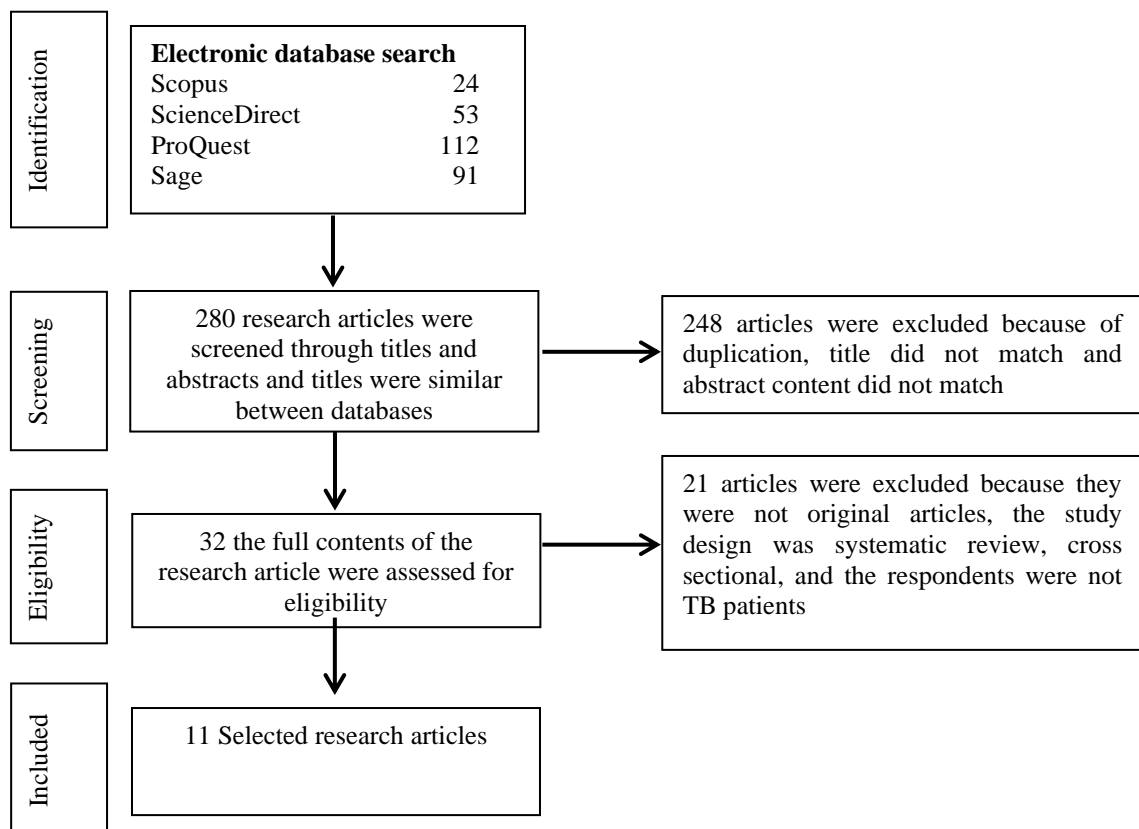 Identification
Electronic database search
Scopus 24
ScienceDirect 53
ProQuest 112
Sage 91
Screening
280 research articles were
screened through titles and
abstracts and titles were similar
between databases
248 articles were excluded because of
duplication, title did not match and
abstract content did not match
Eligibility
32 the full contents of the
research article were assessed for
eligibility
21 articles were excluded because they
were not original articles, the study
design was systematic review, cross
sectional, and the respondents were not
TB patients
Included
11 Selected research articles